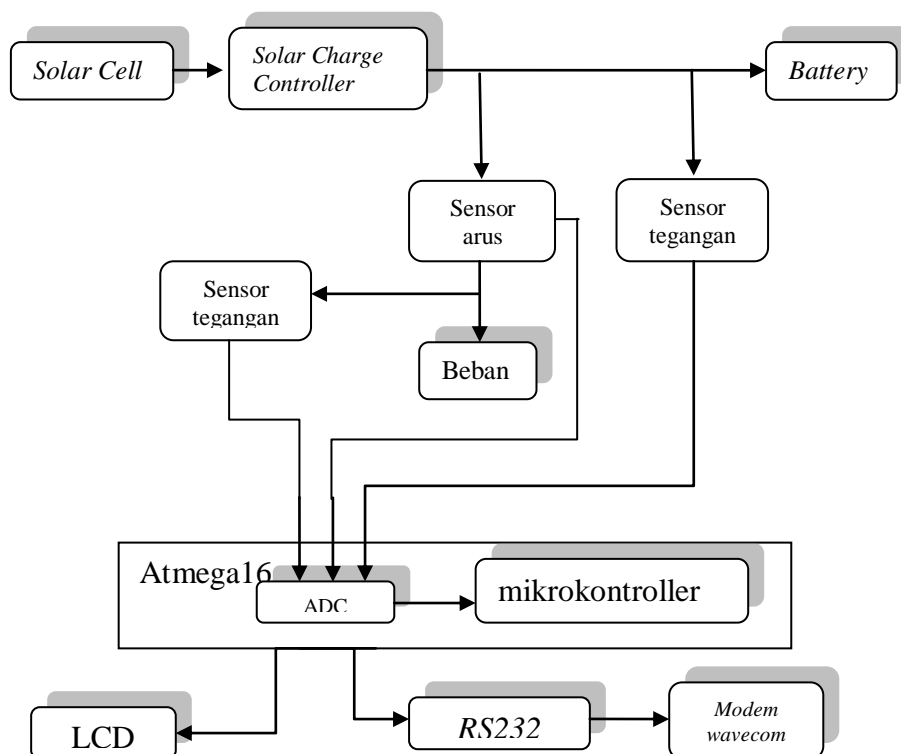 Solar Cell
Solar Charge
Controller
Battery
Sensor
arus
Sensor
tegangan
Sensor
tegangan
Beban
Atmega16
ADC
mikrokontroller
LCD
RS232
Modem
wavecom